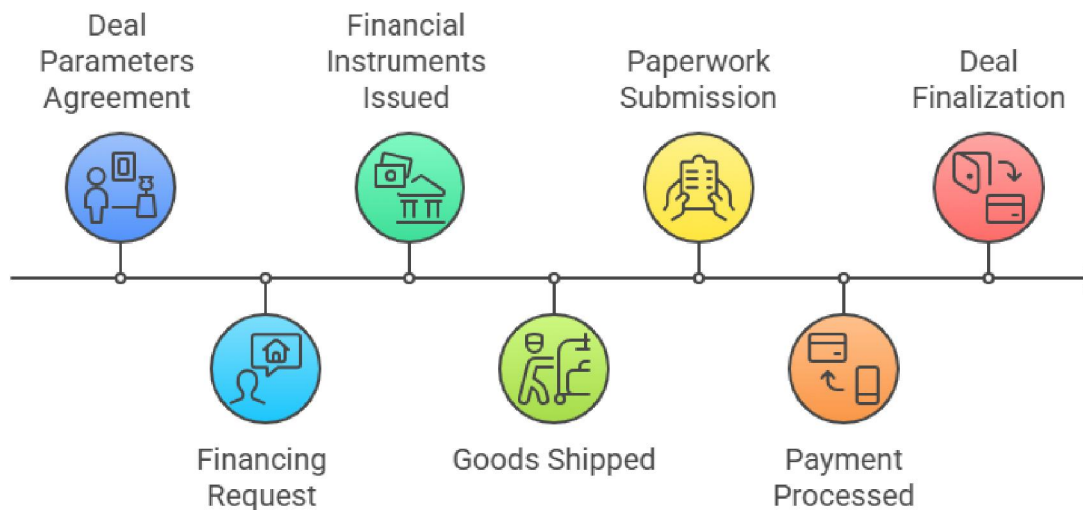 Deal
Parameters
Agreement
Financial
Instruments
Issued
Paperwork
Submission
Deal
Finalization
Financing
Request
Goods Shipped
Payment
Processed